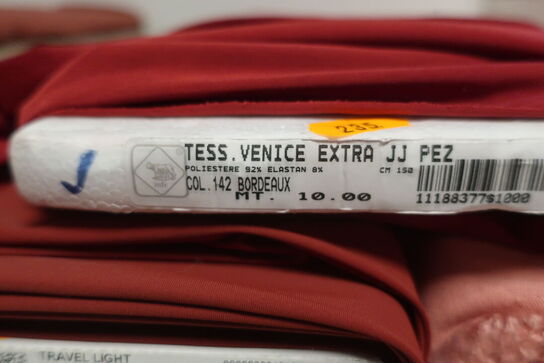 235
TESS.VENICE EXTRA JJ PEZ
POLIESTERE 92% ELASTAN 8% CM 150
COL.142 BORDEAUX
MT. 10.00
11188377$1000
TRAVEL LIGHT